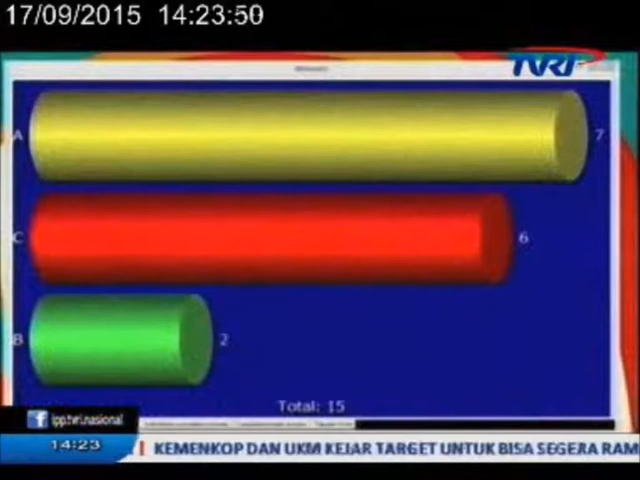 17/09/2015 14:23:50
TVRI
A 7
C 6
B 2
Total: 15
lpp.tvri.nasional
14:23
KEMENKOP DAN UKM KEJAR TARGET UNTUK BISA SEGERA RAM